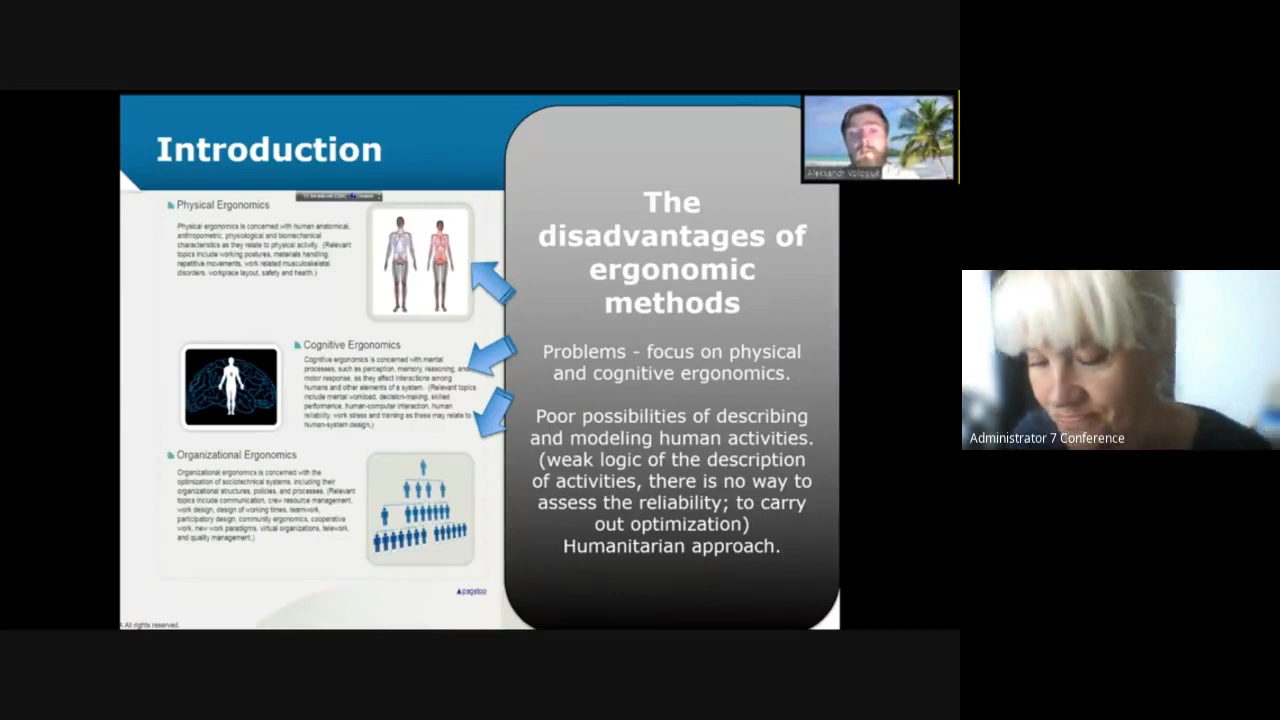 Introduction
Physical Ergonomics
Physical ergonomics is concerned with human anatomical,
anthropometric, physiological and biomechanical
characteristics as they relate to physical activity. (Relevant
topics include working postures, materials handling,
repetitive movements, work related musculoskeletal
disorders, workplace layout, safety and health.)
Cognitive Ergonomics
Cognitive ergonomics is concerned with mental
processes, such as perception, memory, reasoning, and
motor response, as they affect interactions among
humans and other elements of a system. (Relevant topics
include mental workload, decision-making, skilled
performance, human-computer interaction, human
reliability, work stress and training as these may relate to
human-system design.)
Organizational Ergonomics
Organizational ergonomics is concerned with the
optimization of sociotechnical systems, including their
organizational structures, policies, and processes. (Relevant
topics include communication, crew resource management,
work design, design of working times, teamwork,
participatory design, community ergonomics, cooperative
work, new work paradigms, virtual organizations, telework,
and quality management.)
▲pagetop
All rights reserved.
The
disadvantages of
ergonomic
methods
Problems - focus on physical
and cognitive ergonomics.
Poor possibilities of describing
and modeling human activities.
(weak logic of the description
of activities, there is no way to
assess the reliability; to carry
out optimization)
Humanitarian approach.
Aleksandr
Administrator 7 Conference